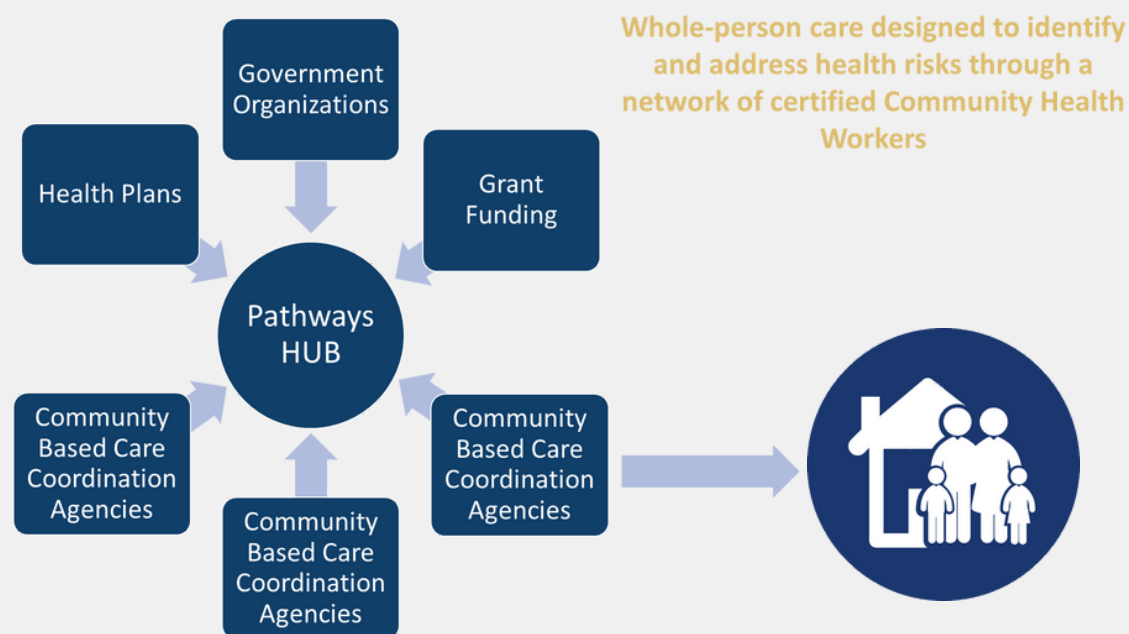 Whole-person care designed to identify
and address health risks through a
network of certified Community Health
Workers
Government
Organizations
Health Plans
Grant
Funding
Pathways
HUB
Community
Based Care
Coordination
Agencies
Community
Based Care
Coordination
Agencies
Community
Based Care
Coordination
Agencies